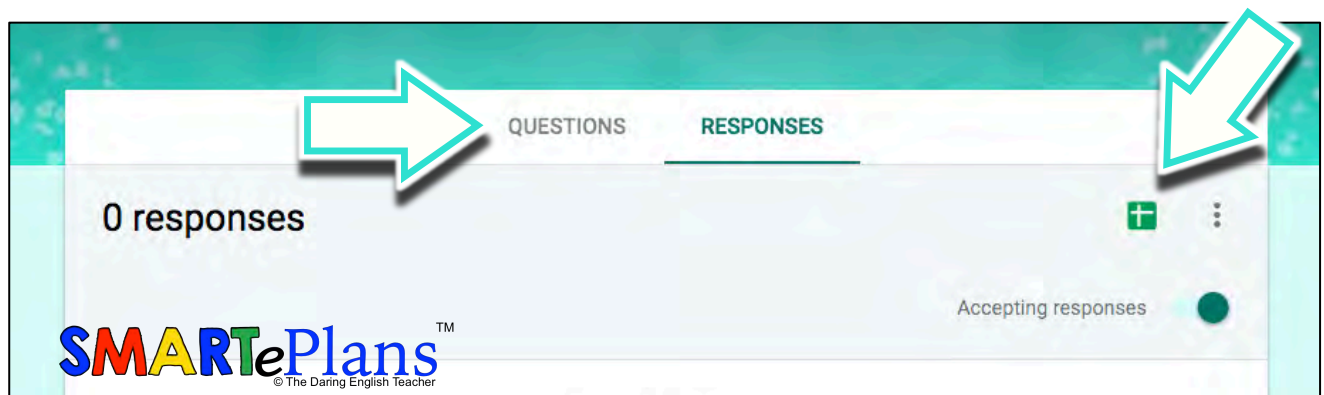 QUESTIONS RESPONSES
0 responses
Accepting responses
SMARTePlans™
© The Daring English Teacher